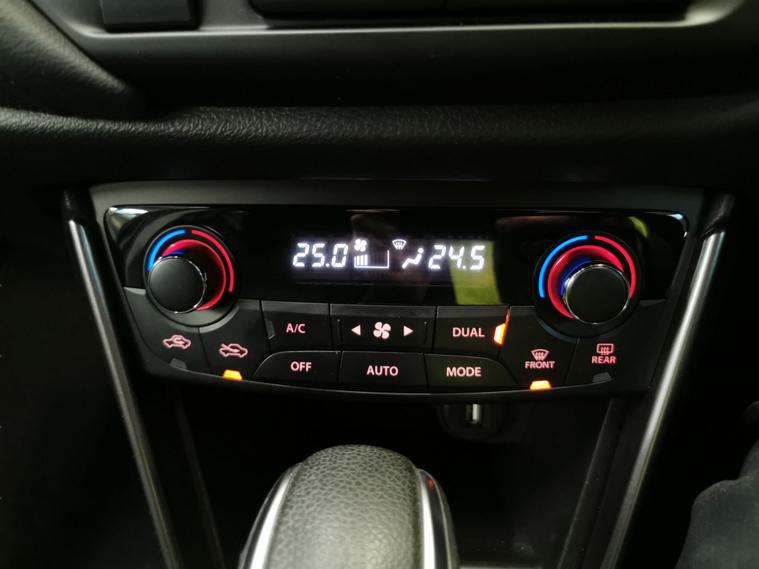 25.0 24.5
A/C DUAL
OFF AUTO MODE FRONT REAR